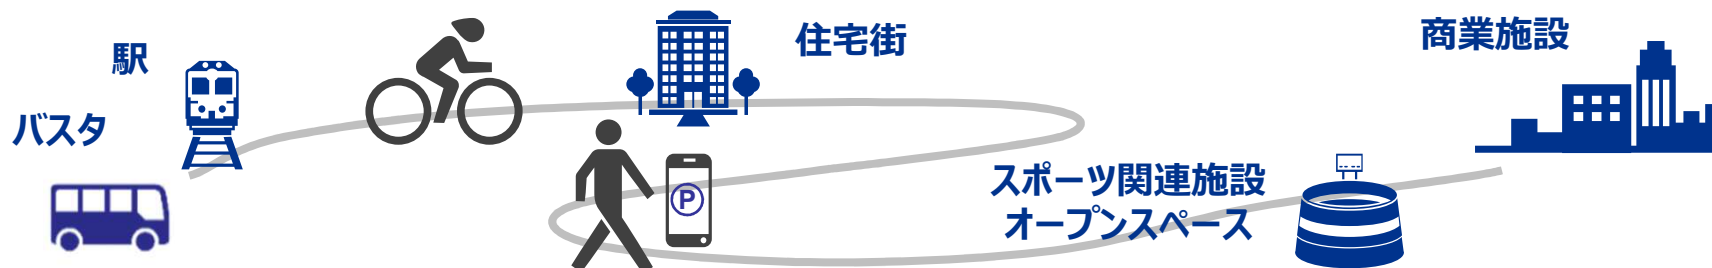 駅
バスタ
住宅街
P
スポーツ関連施設
オープンスペース
商業施設